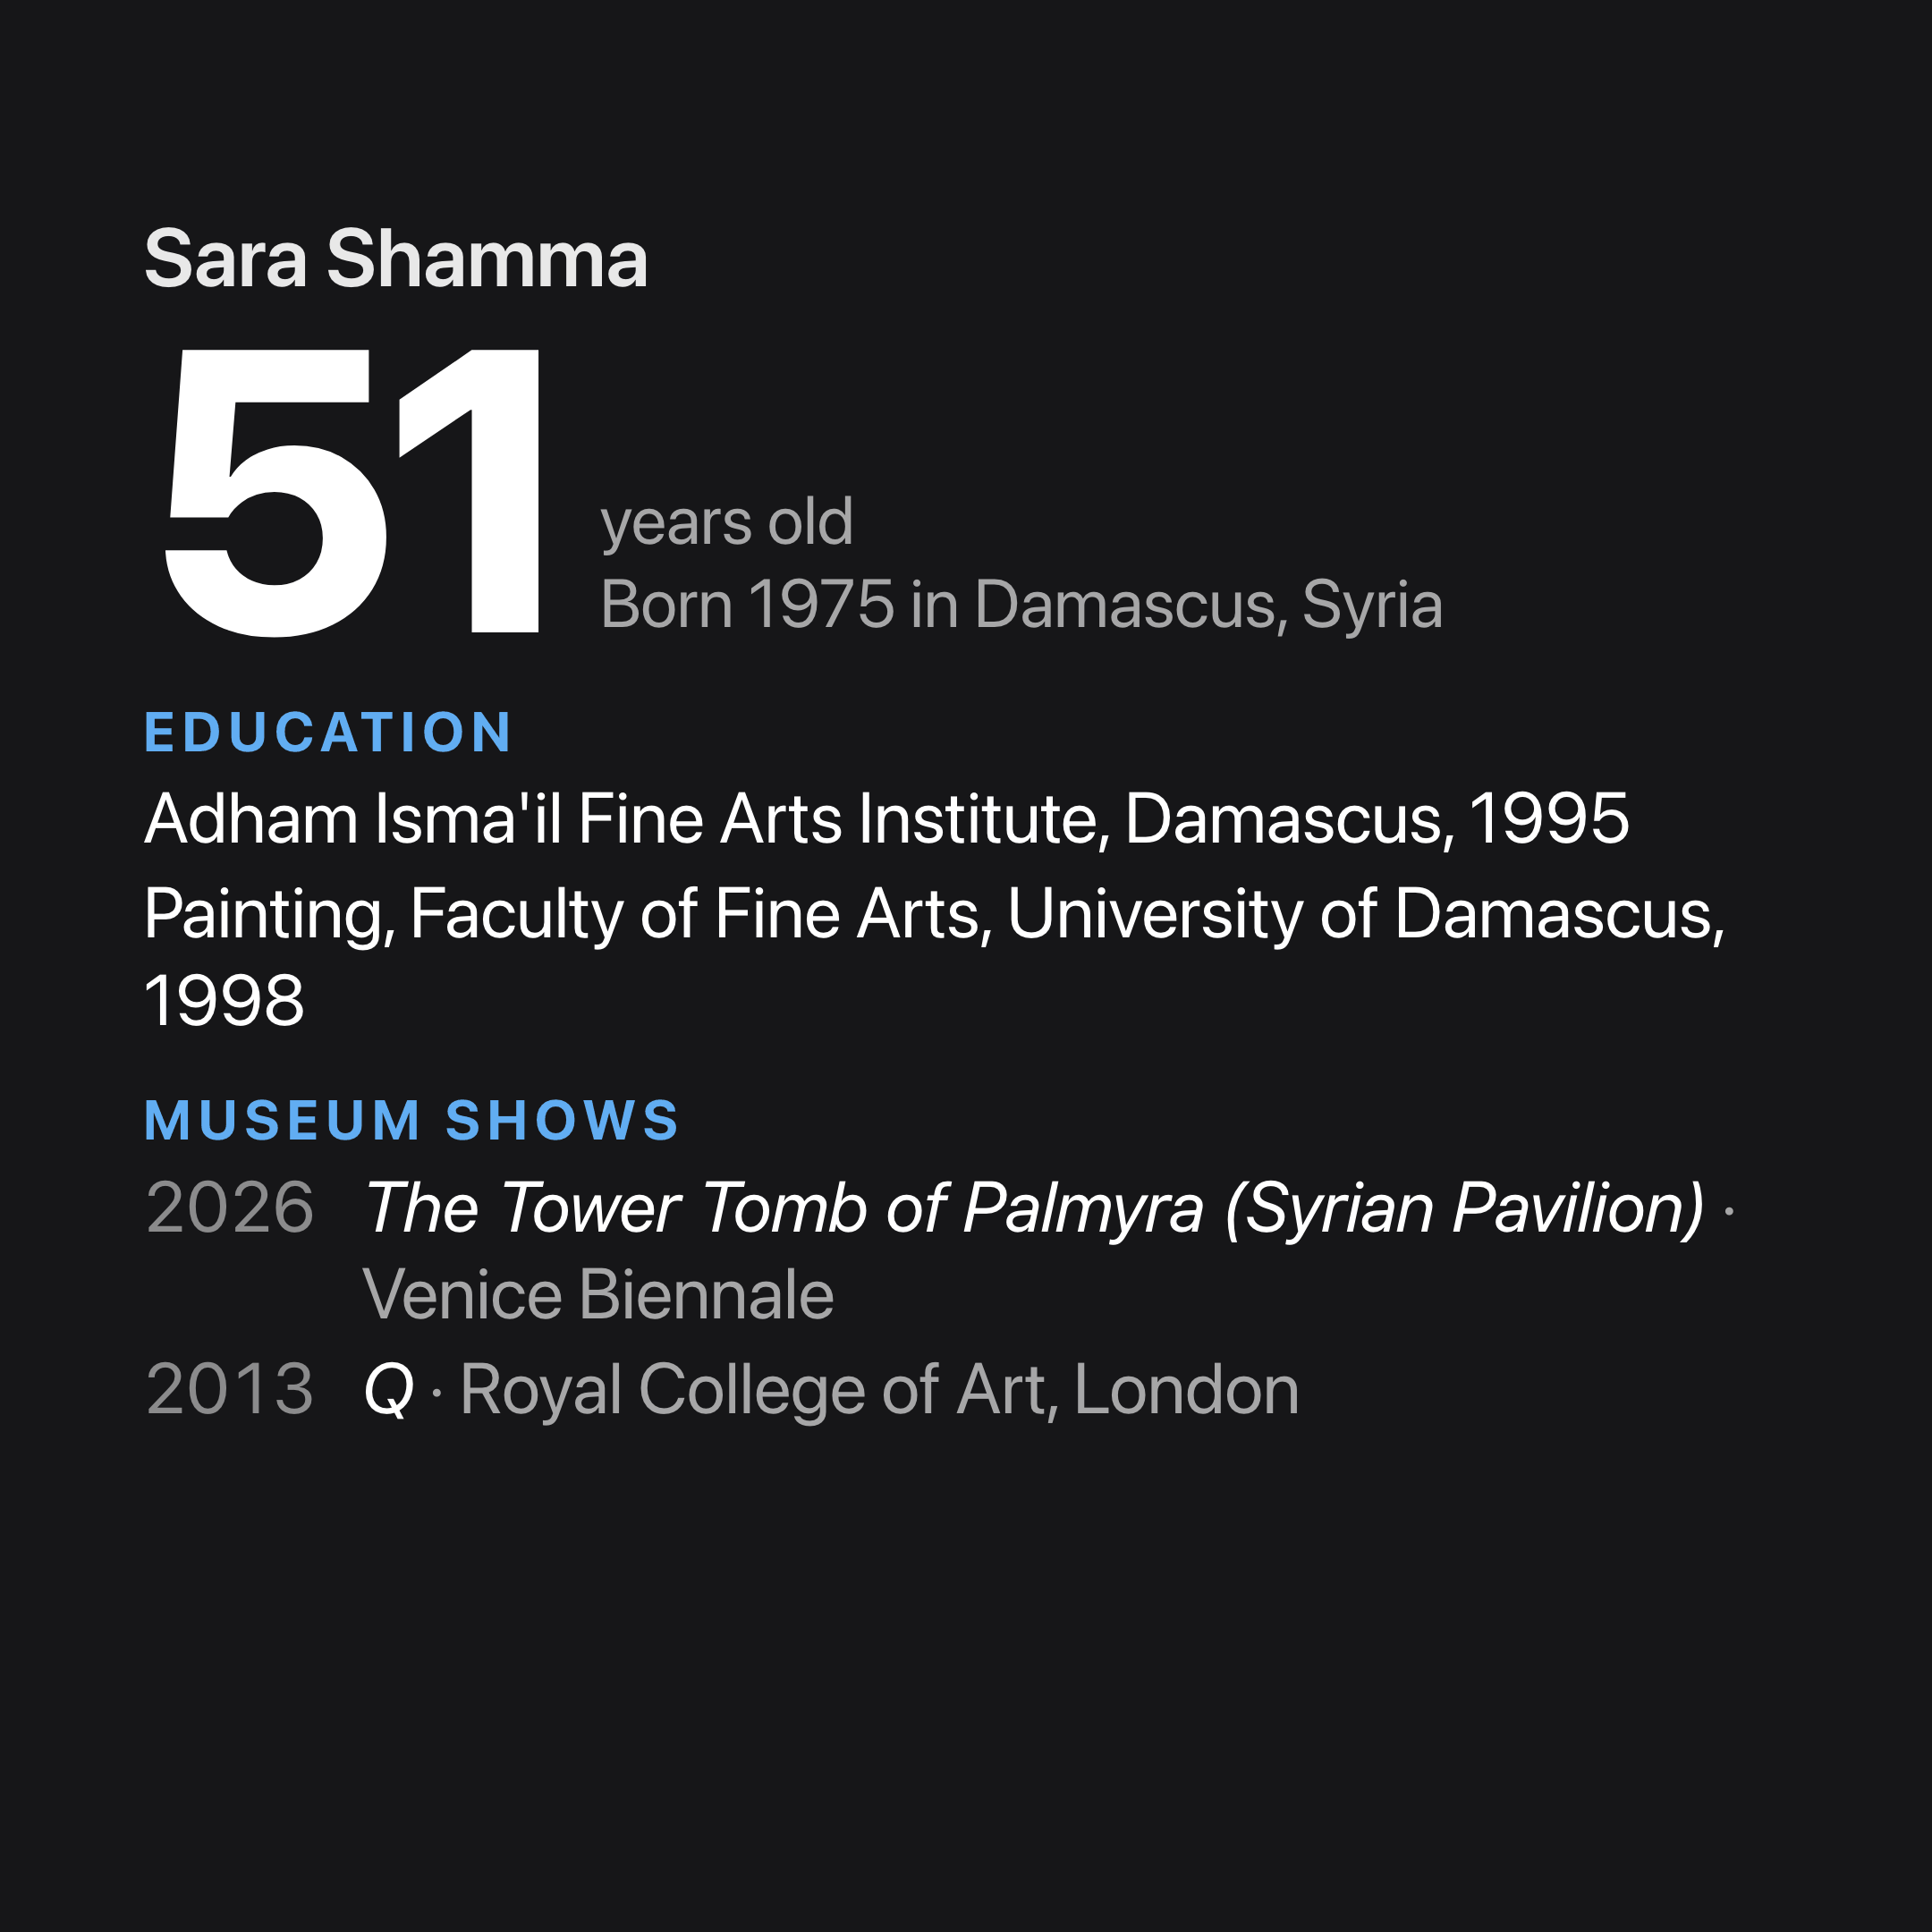 Sara Shamma
51
years old
Born 1975 in Damascus, Syria
EDUCATION
Adham Isma'il Fine Arts Institute, Damascus, 1995
Painting, Faculty of Fine Arts, University of Damascus,
1998
MUSEUM SHOWS
2026 The Tower Tomb of Palmyra (Syrian Pavilion) ·
Venice Biennale
2013 Q · Royal College of Art, London